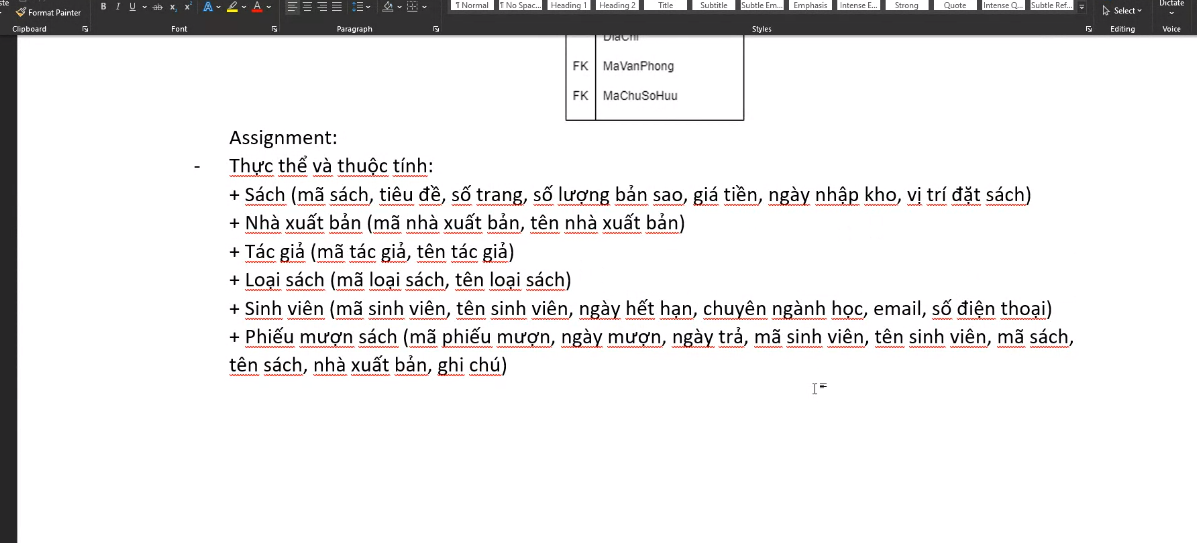 Format Painter
B I U ab x₂ x² A A
1 Normal 1 No Spac... Heading 1 Heading 2 Title Subtitle Subtle Em... Emphasis Intense E... Strong Quote Intense Q... Subtle Ref...
Select
Dictate
Clipboard Font Paragraph Styles Editing Voice
DiaChi
FK MaVanPhong
FK MaChuSoHuu
Assignment:
- Thực thể và thuộc tính:
+ Sách (mã sách, tiêu đề, số trang, số lượng bản sao, giá tiền, ngày nhập kho, vị trí đặt sách)
+ Nhà xuất bản (mã nhà xuất bản, tên nhà xuất bản)
+ Tác giả (mã tác giả, tên tác giả)
+ Loại sách (mã loại sách, tên loại sách)
+ Sinh viên (mã sinh viên, tên sinh viên, ngày hết hạn, chuyên ngành học, email, số điện thoại)
+ Phiếu mượn sách (mã phiếu mượn, ngày mượn, ngày trả, mã sinh viên, tên sinh viên, mã sách,
tên sách, nhà xuất bản, ghi chú)